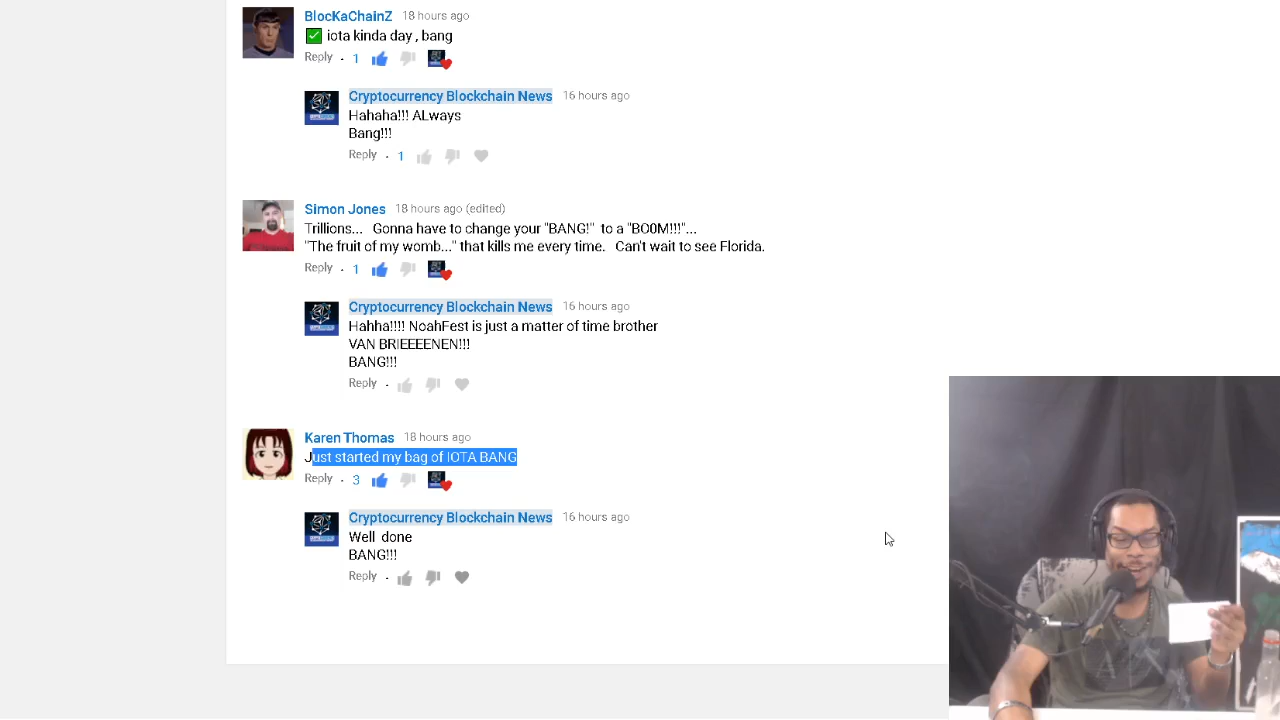 BlocKaChainZ 18 hours ago
✅ iota kinda day , bang
Reply · 1
Cryptocurrency Blockchain News 16 hours ago
Hahaha!!! ALways
Bang!!!
Reply · 1
Simon Jones 18 hours ago (edited)
Trillions... Gonna have to change your "BANG!" to a "BO0M!!!"...
"The fruit of my womb..." that kills me every time. Can't wait to see Florida.
Reply · 1
Cryptocurrency Blockchain News 16 hours ago
Hahha!!!! NoahFest is just a matter of time brother
VAN BRIEEEENEN!!!
BANG!!!
Reply ·
Karen Thomas 18 hours ago
Just started my bag of IOTA BANG
Reply · 3
Cryptocurrency Blockchain News 16 hours ago
Well done
BANG!!!
Reply ·